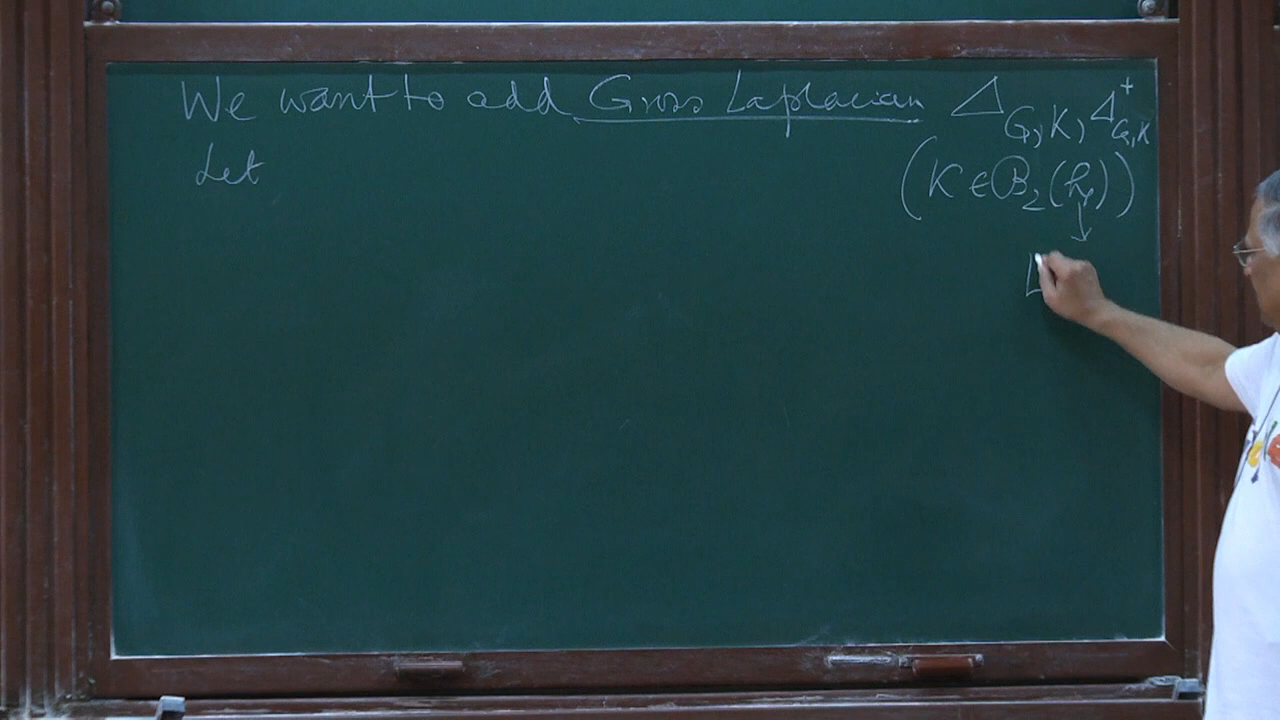 We want to add Gross Laplacian Δ_{G,K}, Δ^+_{G,K}
Let (K ∈ B_2(h))
↓
L